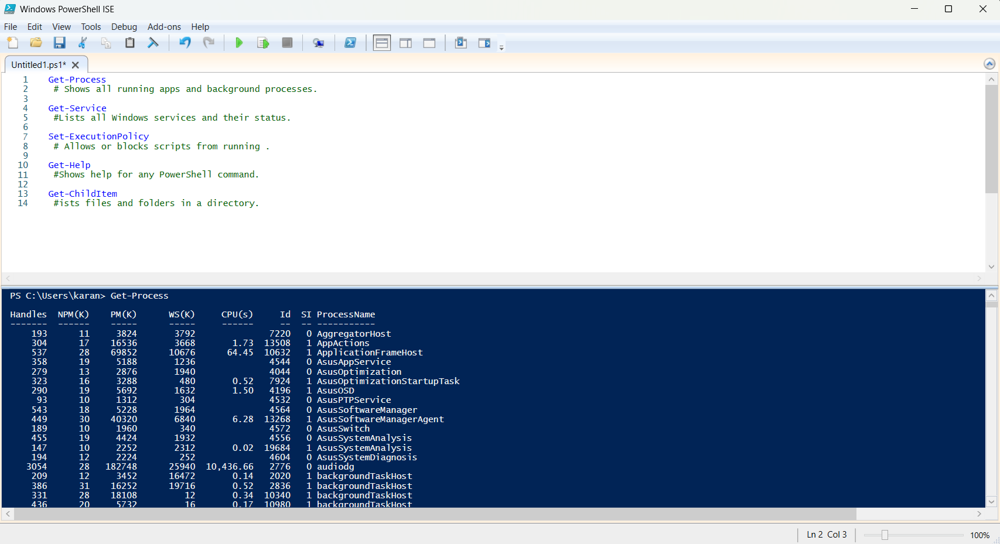 Windows PowerShell ISE
File Edit View Tools Debug Add-ons Help
Untitled1.ps1*
1 Get-Process
2 # Shows all running apps and background processes.
3
4 Get-Service
5 #Lists all Windows services and their status.
6
7 Set-ExecutionPolicy
8 # Allows or blocks scripts from running .
9
10 Get-Help
11 #Shows help for any PowerShell command.
12
13 Get-ChildItem
14 #ists files and folders in a directory.
PS C:\Users\karan> Get-Process
Handles NPM(K) PM(K) WS(K) CPU(s) Id SI ProcessName
------- ------ ----- ----- ------ -- -- -----------
193 11 3824 3792 7220 0 AggregatorHost
304 17 16536 3668 1.73 13508 1 AppActions
537 28 69852 10676 64.45 10632 1 ApplicationFrameHost
358 19 5188 1236 4544 0 AsusAppService
279 13 2876 1940 4044 0 AsusOptimization
323 16 3288 480 0.52 7924 1 AsusOptimizationStartupTask
290 19 5692 1632 1.50 4196 1 AsusOSD
93 10 1312 304 4532 0 AsusPTPService
543 18 5228 1964 4564 0 AsusSoftwareManager
449 30 40320 6840 6.28 13268 1 AsusSoftwareManagerAgent
189 10 1960 340 4572 0 AsusSwitch
455 19 4424 1932 4556 0 AsusSystemAnalysis
147 10 2252 2312 0.02 19684 1 AsusSystemAnalysis
194 12 2224 252 4604 0 AsusSystemDiagnosis
3054 28 182748 25940 10,436.66 2776 0 audiodg
209 12 3452 16472 0.14 2020 1 backgroundTaskHost
386 31 16252 19716 0.52 2836 1 backgroundTaskHost
331 28 18108 12 0.34 10340 1 backgroundTaskHost
436 20 5732 16 0.17 10980 1 backgroundTaskHost
Ln 2 Col 3
100%